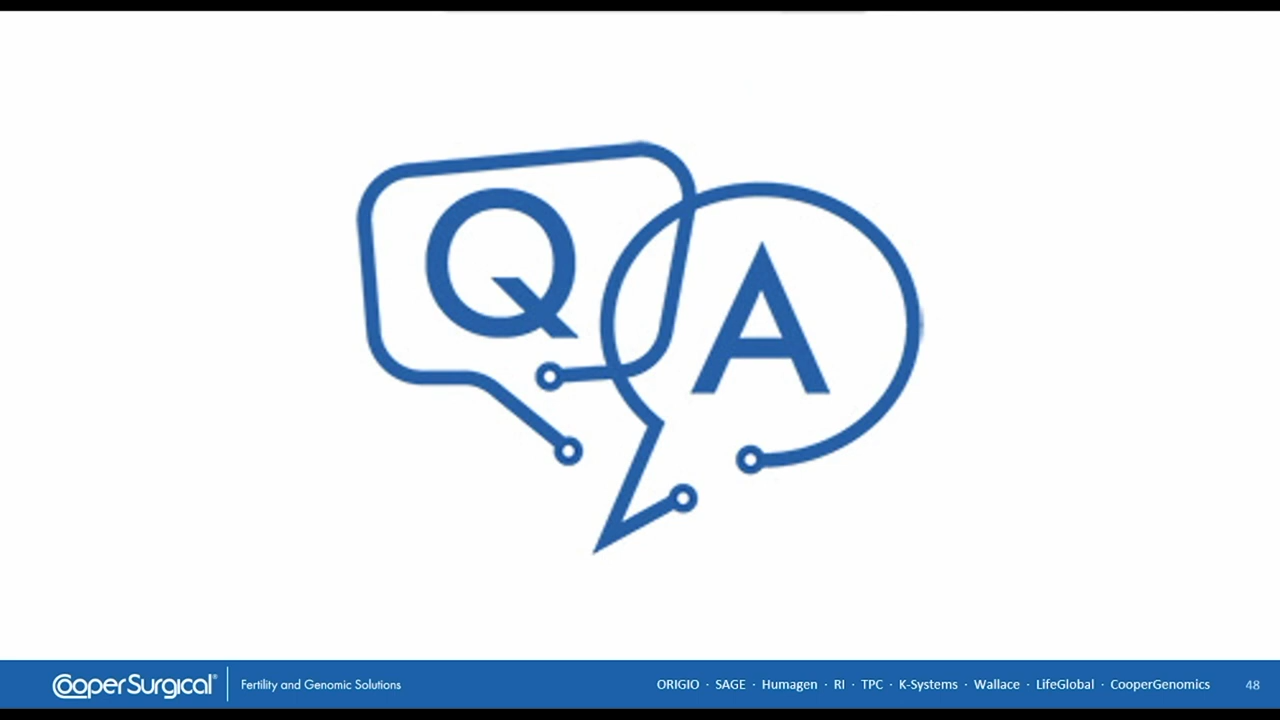 Q
A
CooperSurgical®
Fertility and Genomic Solutions
ORIGIO · SAGE · Humagen · RI · TPC · K-Systems · Wallace · LifeGlobal · CooperGenomics
48